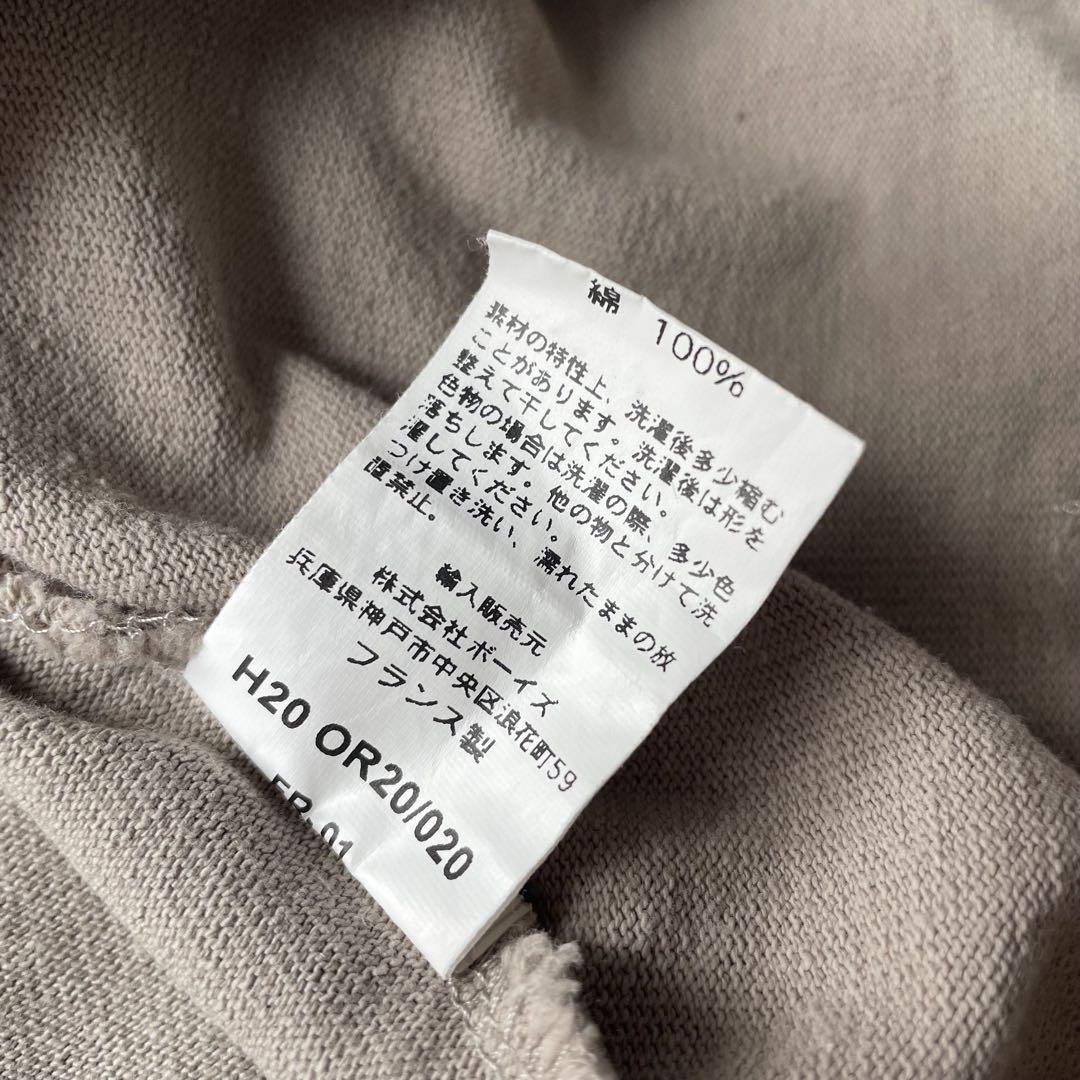 綿 100%
素材の特性上、洗濯後多少縮む
ことがあります。洗濯後は形を
整えて干してください。
色物の場合は洗濯の際、多少色
落ちします。他の物と分けて洗
濯してください。
つけ置き洗い、濡れたままの放
置禁止。
輸入販売元
株式会社ボーイズ
兵庫県神戸市中央区浪花町59
フランス製
H20 OR20/020
FR-01